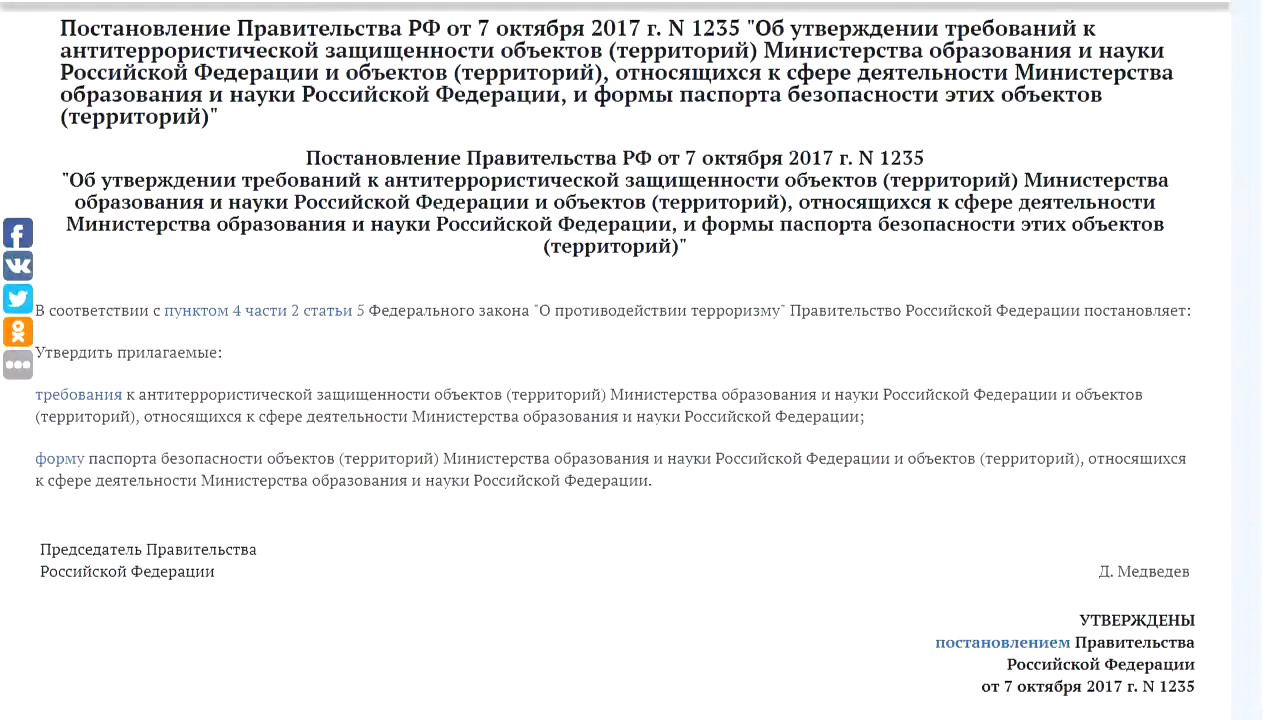 Постановление Правительства РФ от 7 октября 2017 г. N 1235 "Об утверждении требований к
антитеррористической защищенности объектов (территорий) Министерства образования и науки
Российской Федерации и объектов (территорий), относящихся к сфере деятельности Министерства
образования и науки Российской Федерации, и формы паспорта безопасности этих объектов
(территорий)"
Постановление Правительства РФ от 7 октября 2017 г. N 1235
"Об утверждении требований к антитеррористической защищенности объектов (территорий) Министерства
образования и науки Российской Федерации и объектов (территорий), относящихся к сфере деятельности
Министерства образования и науки Российской Федерации, и формы паспорта безопасности этих объектов
(территорий)"
В соответствии с пунктом 4 части 2 статьи 5 Федерального закона "О противодействии терроризму" Правительство Российской Федерации постановляет:
Утвердить прилагаемые:
требования к антитеррористической защищенности объектов (территорий) Министерства образования и науки Российской Федерации и объектов
(территорий), относящихся к сфере деятельности Министерства образования и науки Российской Федерации;
форму паспорта безопасности объектов (территорий) Министерства образования и науки Российской Федерации и объектов (территорий), относящихся
к сфере деятельности Министерства образования и науки Российской Федерации.
Председатель Правительства
Российской Федерации
Д. Медведев
УТВЕРЖДЕНЫ
постановлением Правительства
Российской Федерации
от 7 октября 2017 г. N 1235